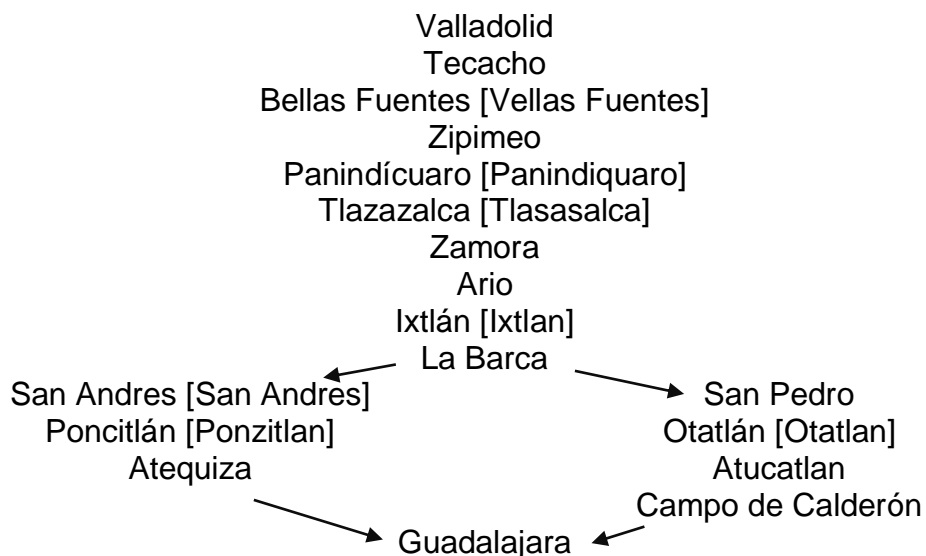 Valladolid
Tecacho
Bellas Fuentes [Vellas Fuentes]
Zipimeo
Panindícuaro [Panindiquaro]
Tlazazalca [Tlasasalca]
Zamora
Ario
Ixtlán [Ixtlan]
La Barca
San Andres [San Andres]
Poncitlán [Ponzitlan]
Atequiza
San Pedro
Otatlán [Otatlan]
Atucatlan
Campo de Calderón
Guadalajara